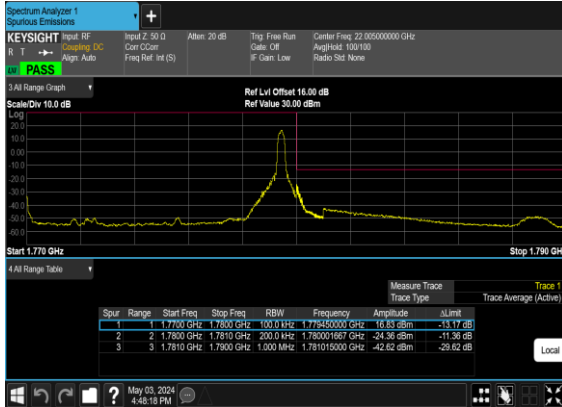 Spectrum Analyzer 1
Spurious Emissions
+
KEYSIGHT Input: RF Input Z: 50 Ω Atten: 20 dB Trig: Free Run Center Freq: 22.005000000 GHz
R T Coupling: DC Corr CCorr Gate: Off Avg|Hold: 100/100
Align: Auto Freq Ref: Int (S) IF Gain: Low Radio Std: None
PASS
3 All Range Graph
Ref Lvl Offset 16.00 dB
Scale/Div 10.0 dB Ref Value 30.00 dBm
Log
20.0
10.0
0.00
-10.0
-20.0
-30.0
-40.0
-50.0
-60.0
Start 1.770 GHz Stop 1.790 GH
4 All Range Table
Measure Trace Trace 1
Trace Type Trace Average (Active)
Spur Range Start Freq Stop Freq RBW Frequency Amplitude ΔLimit
1 1 1.7700 GHz 1.7800 GHz 100.0 kHz 1.779450000 GHz 16.83 dBm -13.17 dB
2 2 1.7800 GHz 1.7810 GHz 200.0 kHz 1.780001667 GHz -24.36 dBm -11.36 dB
3 3 1.7810 GHz 1.7900 GHz 1.000 MHz 1.781015000 GHz -42.62 dBm -29.62 dB
Local
? May 03, 2024
4:48:18 PM